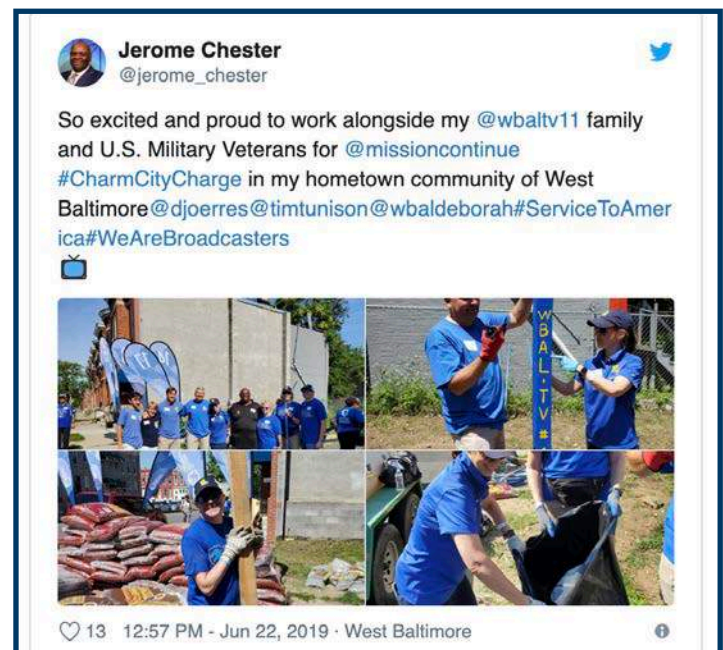 Jerome Chester
@jerome_chester
So excited and proud to work alongside my @wbaltv11 family
and U.S. Military Veterans for @missioncontinue
#CharmCityCharge in my hometown community of West
Baltimore@djoerres@timtunison@wbaldeborah#ServiceToAmer
ica#WeAreBroadcasters
WBAL·TV #
13 12:57 PM - Jun 22, 2019 · West Baltimore